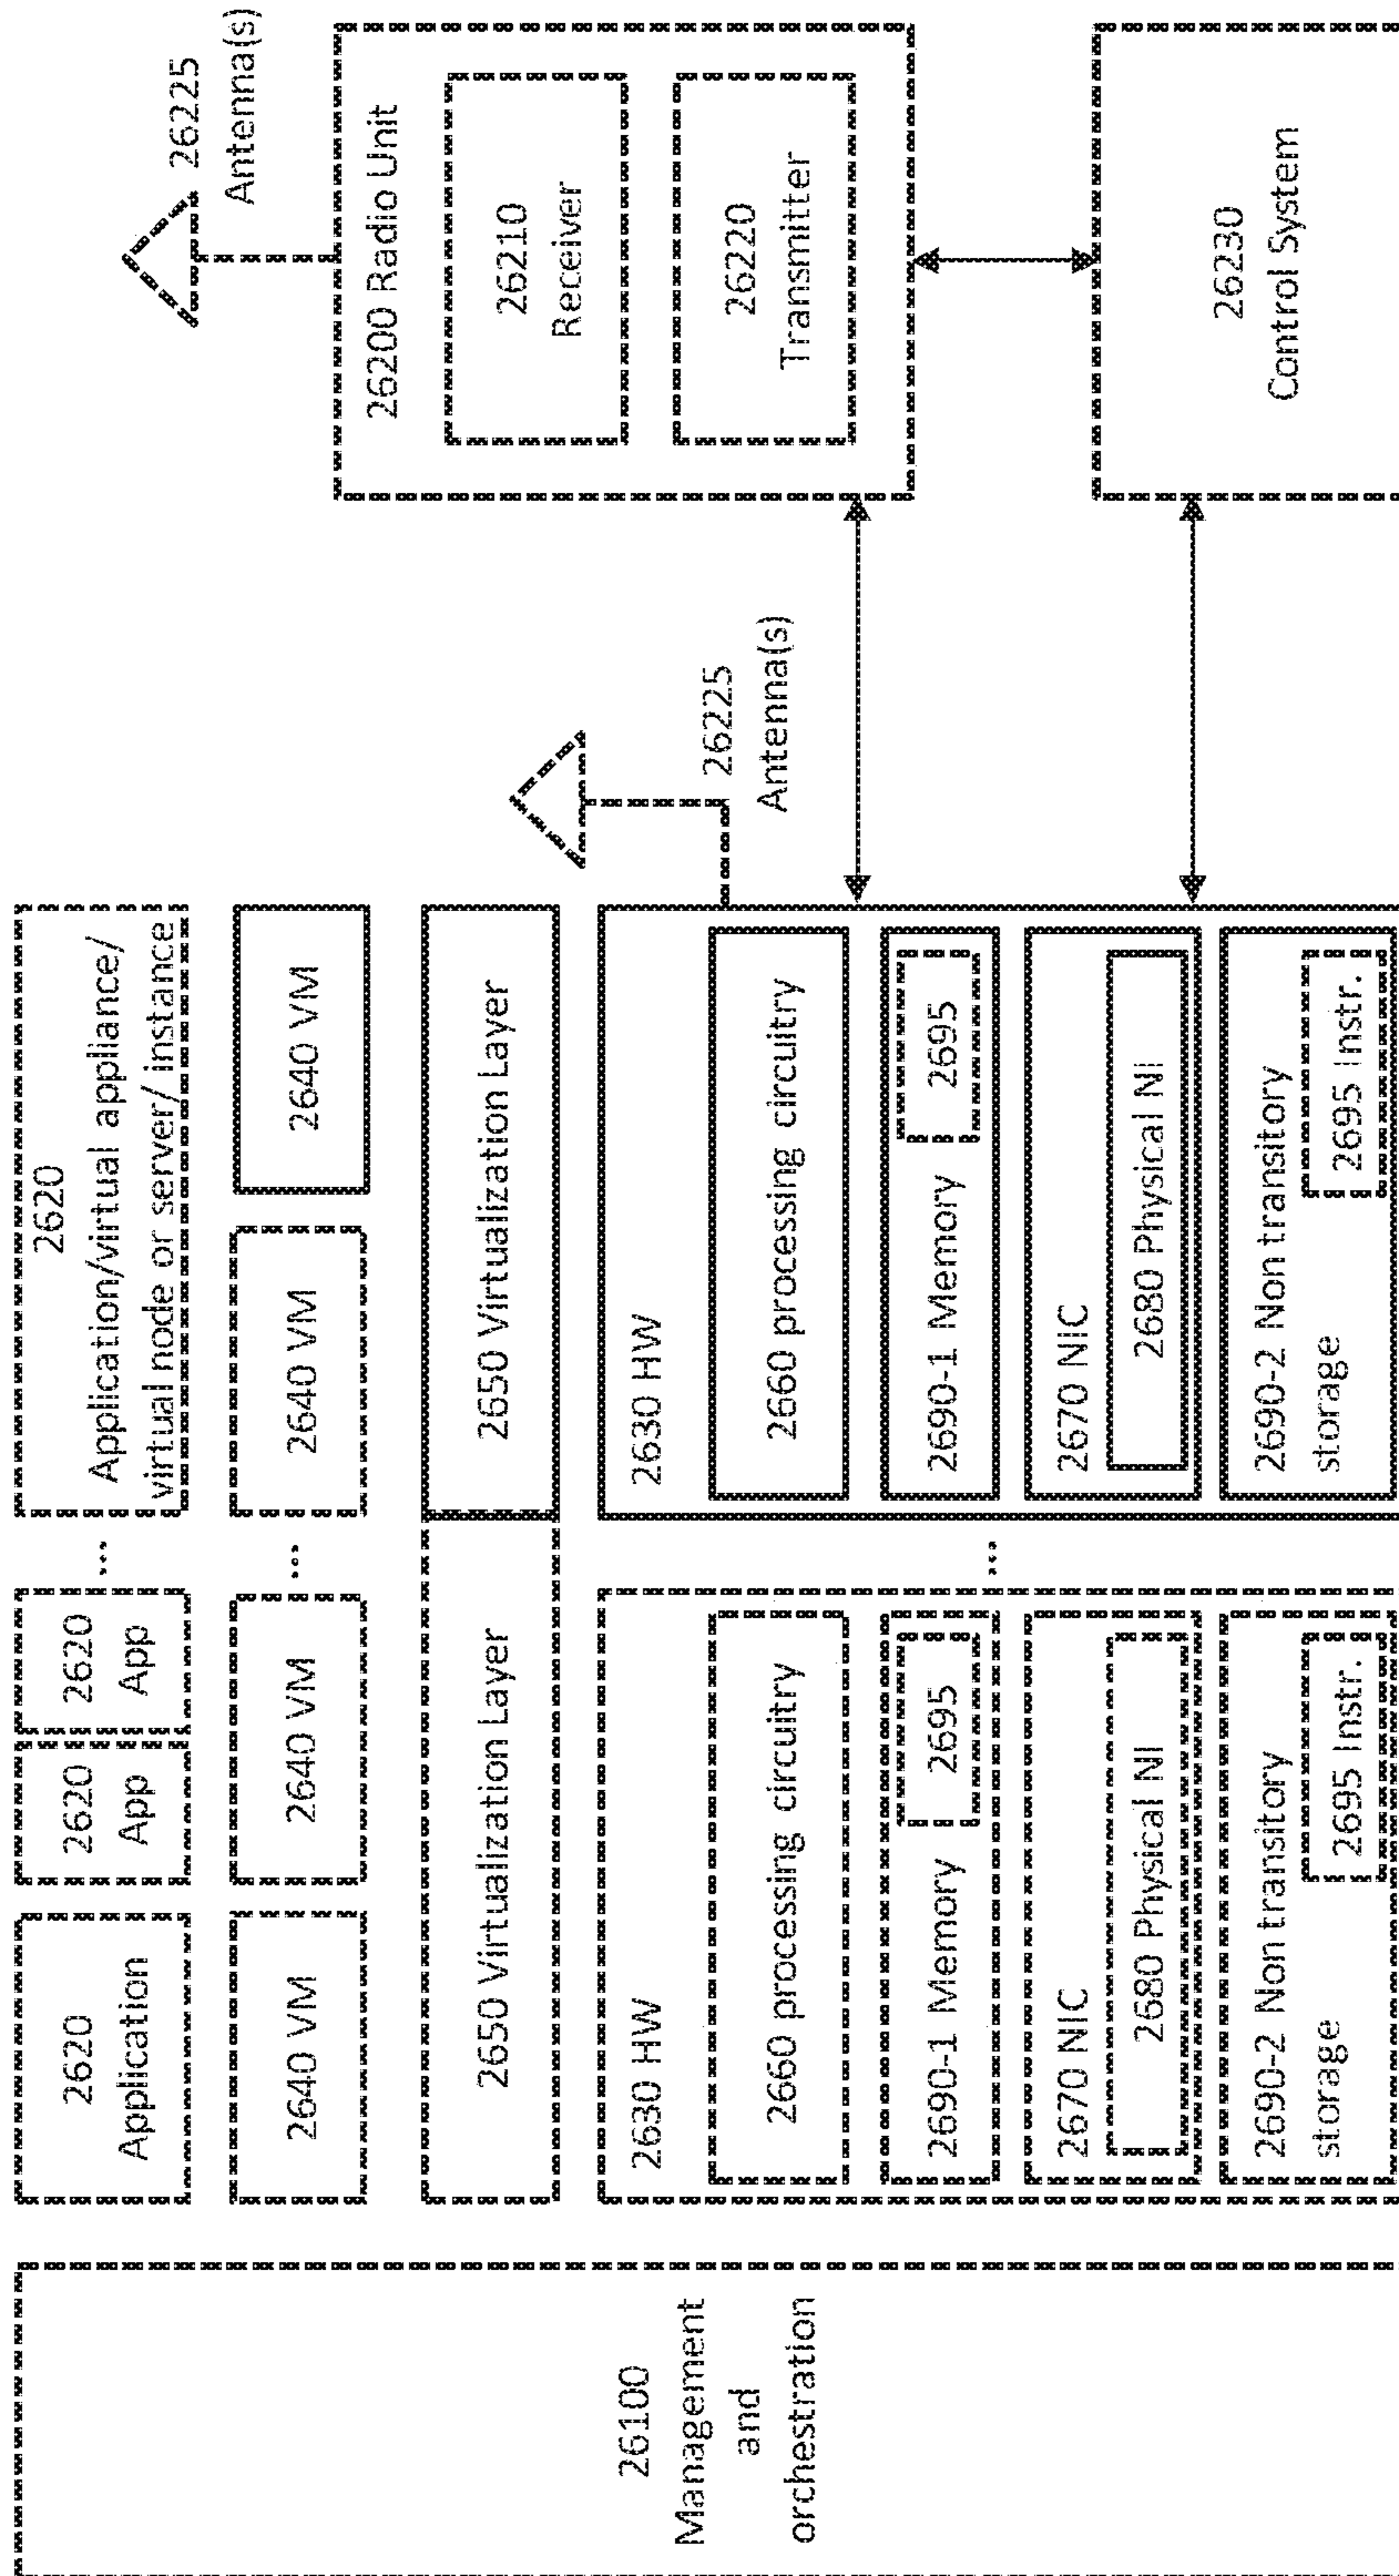 26100
Management
and
orchestration
2620
Application
2620
App
2620
App
...
2620
Application/virtual appliance/
virtual node or server/ instance
2640 VM
2640 VM
...
2640 VM
2640 VM
2650 Virtualization Layer
2650 Virtualization Layer
2630 HW
2660 processing circuitry
2690-1 Memory
2695
2670 NIC
2680 Physical NI
2690-2 Non transitory
storage
2695 Instr.
...
2630 HW
2660 processing circuitry
2690-1 Memory
2695
2670 NIC
2680 Physical NI
2690-2 Non transitory
storage
2695 Instr.
26225
Antenna(s)
26225
Antenna(s)
26200 Radio Unit
26210
Receiver
26220
Transmitter
26230
Control System